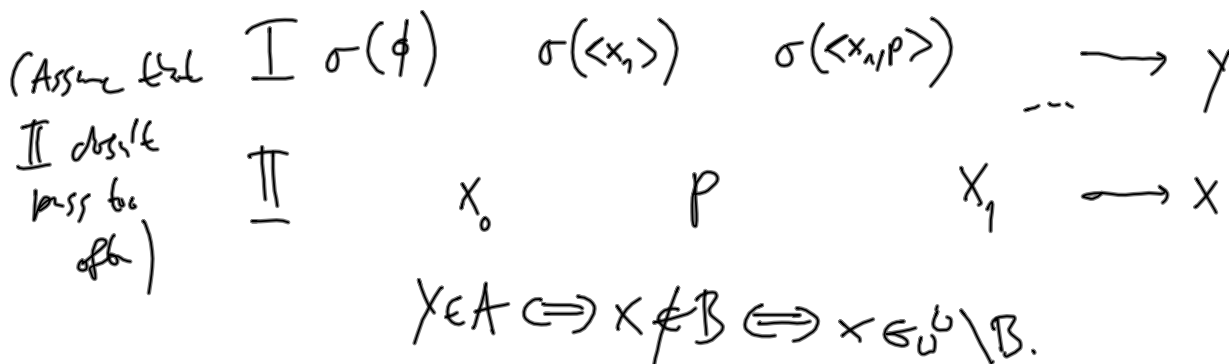 (Assume that I σ(∅) σ(<x₁>) σ(<x₁,p>) ... → y
II doesn't pass too often) II x₀ p x₁ → x
y∈A ⟺ x∉B ⟺ x∈ω^ω\B.